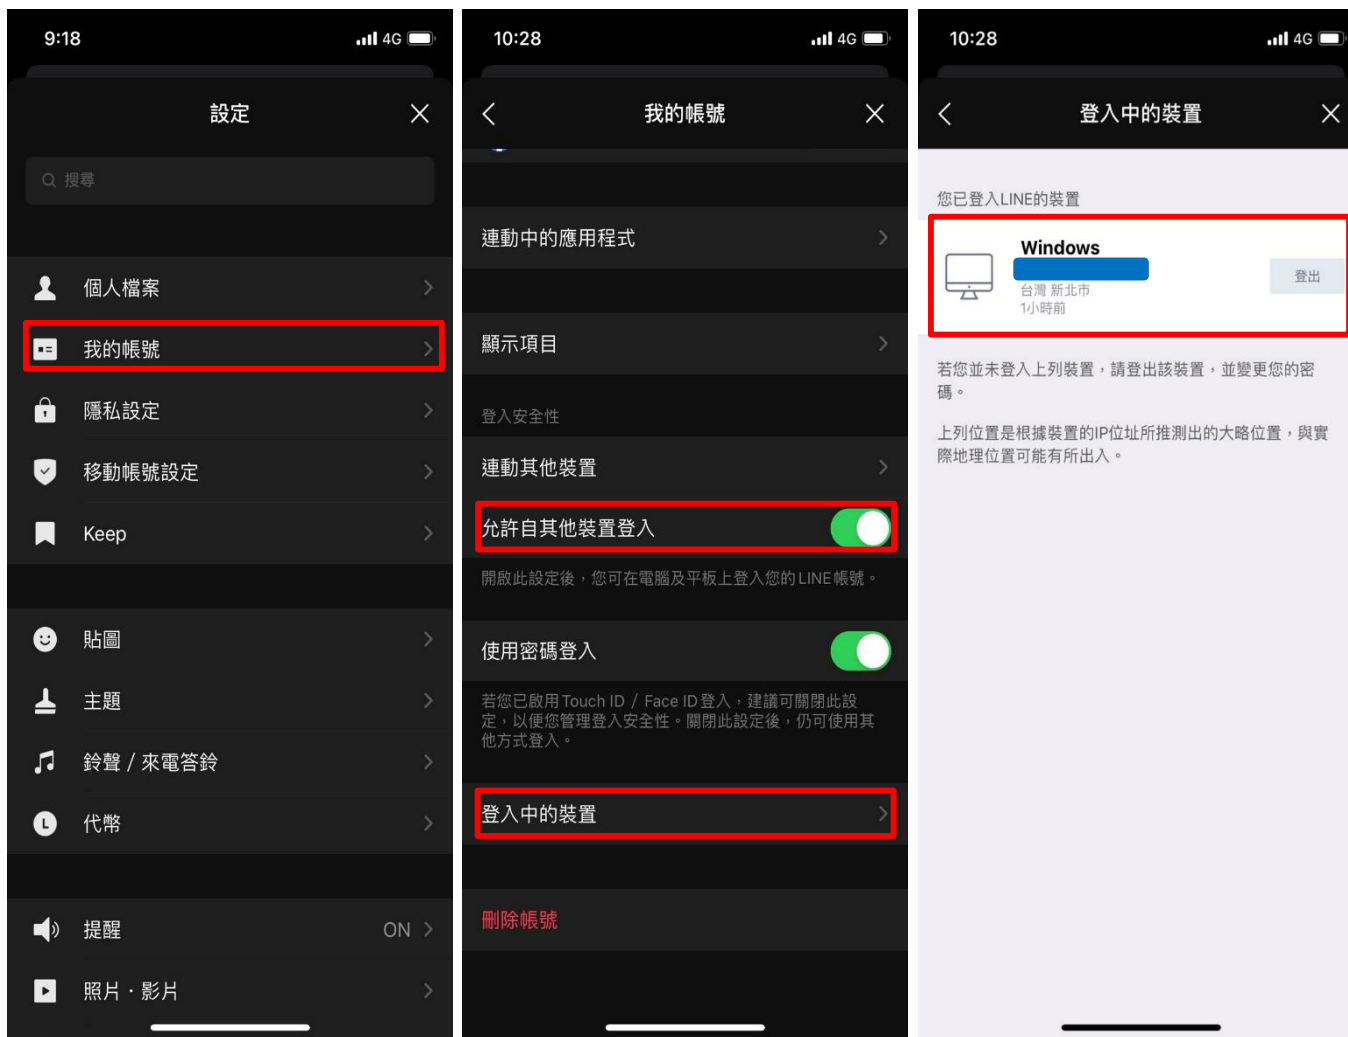 9:18
4G
設定
搜尋
個人檔案
我的帳號
隱私設定
移動帳號設定
Keep
貼圖
主題
鈴聲 / 來電答鈴
代幣
提醒
ON
照片・影片
10:28
4G
我的帳號
連動中的應用程式
顯示項目
登入安全性
連動其他裝置
允許自其他裝置登入
開啟此設定後，您可在電腦及平板上登入您的LINE帳號。
使用密碼登入
若您已啟用Touch ID / Face ID登入，建議可關閉此設
定，以便您管理登入安全性。關閉此設定後，仍可使用其
他方式登入。
登入中的裝置
刪除帳號
10:28
4G
登入中的裝置
您已登入LINE的裝置
Windows
台灣 新北市
1小時前
登出
若您並未登入上列裝置，請登出該裝置，並變更您的密
碼。
上列位置是根據裝置的IP位址所推測出的大略位置，與實
際地理位置可能有所出入。